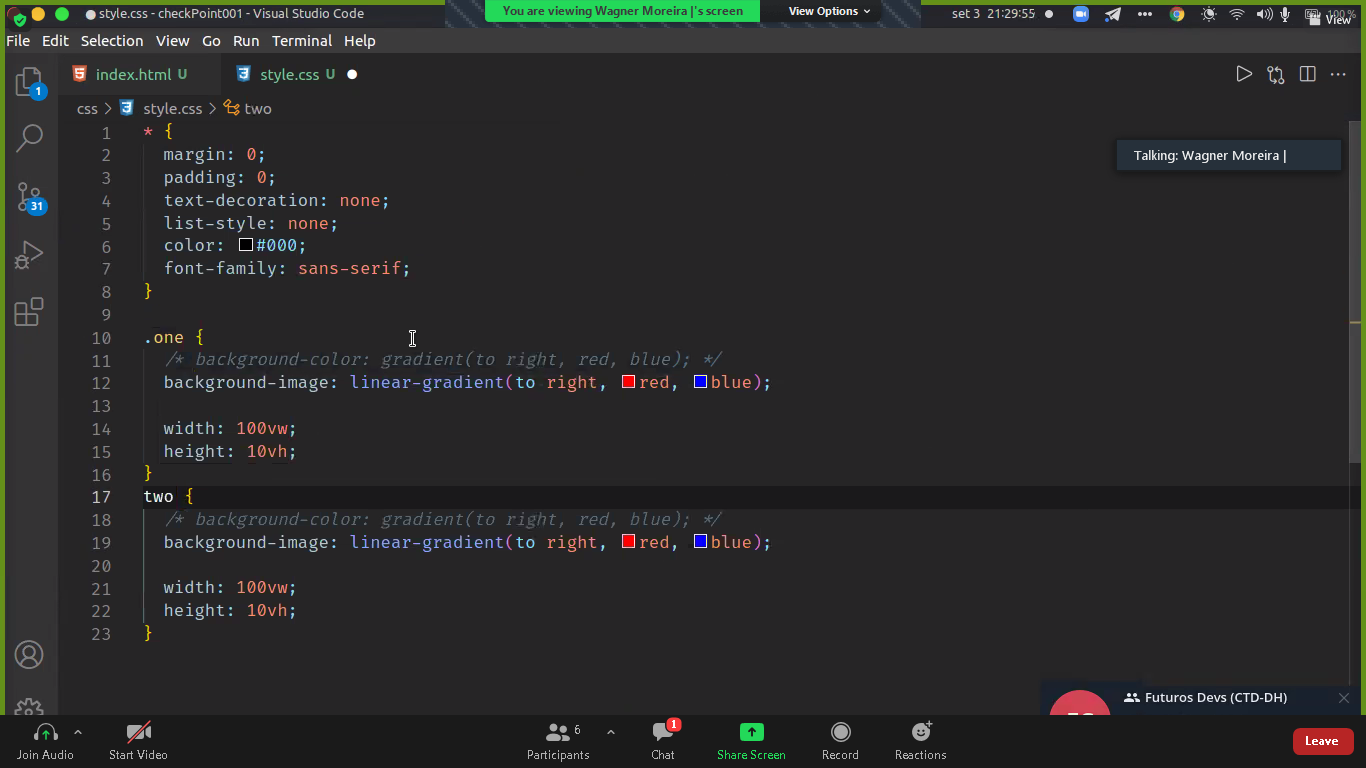 style.css - checkPoint001 - Visual Studio Code
You are viewing Wagner Moreira |'s screen
View Options
set 3 21:29:55
100%
View
File Edit Selection View Go Run Terminal Help
index.html U
style.css U
css > style.css > two
1
31
Talking: Wagner Moreira |
1 * {
2 margin: 0;
3 padding: 0;
4 text-decoration: none;
5 list-style: none;
6 color: #000;
7 font-family: sans-serif;
8 }
9
10 .one {
11 /* background-color: gradient(to right, red, blue); */
12 background-image: linear-gradient(to right, red, blue);
13
14 width: 100vw;
15 height: 10vh;
16 }
17 two {
18 /* background-color: gradient(to right, red, blue); */
19 background-image: linear-gradient(to right, red, blue);
20
21 width: 100vw;
22 height: 10vh;
23 }
Futuros Devs (CTD-DH)
Join Audio
Start Video
Participants 6
Chat 1
Share Screen
Record
Reactions
Leave